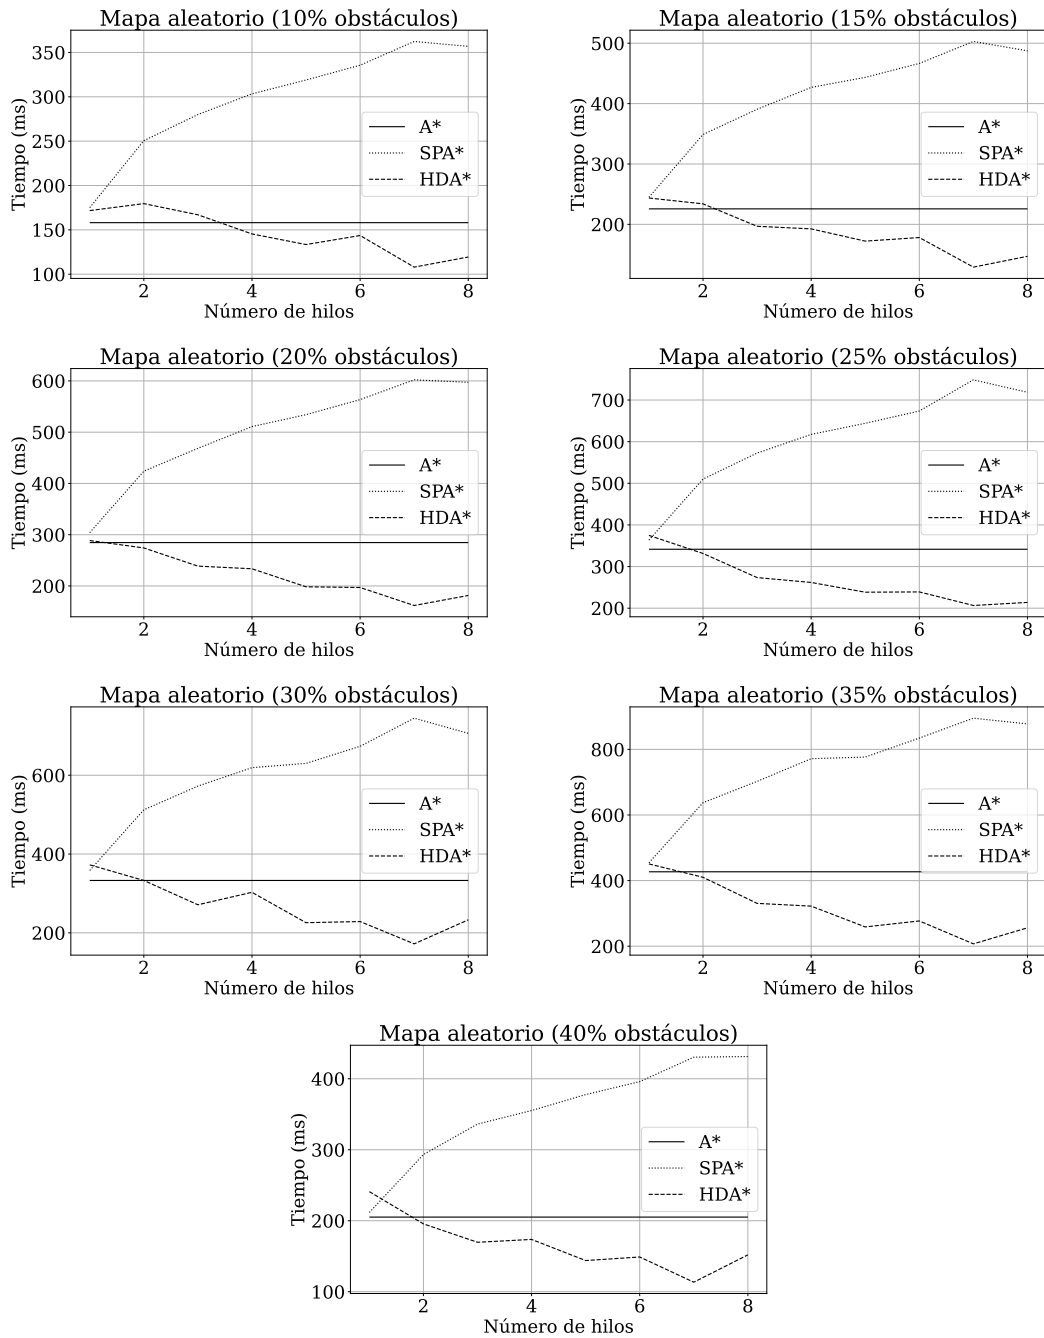 Mapa aleatorio (10% obstáculos)
Tiempo (ms)
350
300
250
200
150
100
A*
SPA*
HDA*
2 4 6 8
Número de hilos
Mapa aleatorio (15% obstáculos)
Tiempo (ms)
500
400
300
200
A*
SPA*
HDA*
2 4 6 8
Número de hilos
Mapa aleatorio (20% obstáculos)
Tiempo (ms)
600
500
400
300
200
A*
SPA*
HDA*
2 4 6 8
Número de hilos
Mapa aleatorio (25% obstáculos)
Tiempo (ms)
700
600
500
400
300
200
A*
SPA*
HDA*
2 4 6 8
Número de hilos
Mapa aleatorio (30% obstáculos)
Tiempo (ms)
600
400
200
A*
SPA*
HDA*
2 4 6 8
Número de hilos
Mapa aleatorio (35% obstáculos)
Tiempo (ms)
800
600
400
200
A*
SPA*
HDA*
2 4 6 8
Número de hilos
Mapa aleatorio (40% obstáculos)
Tiempo (ms)
400
300
200
100
A*
SPA*
HDA*
2 4 6 8
Número de hilos